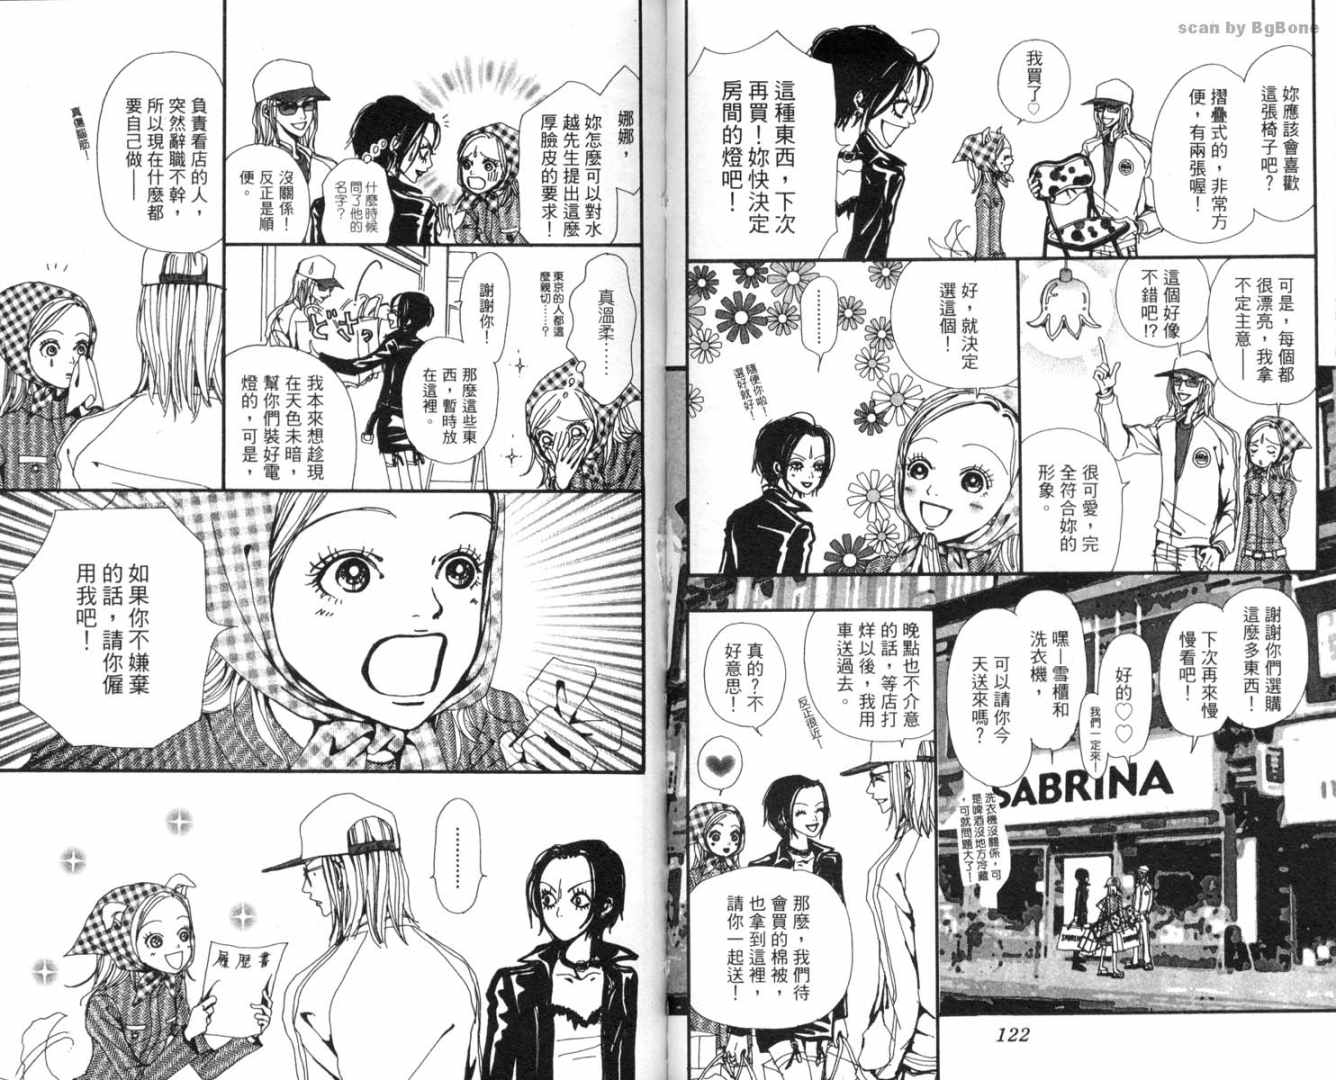 scan by BgBone
妳應該會喜歡
這張椅子吧?
摺疊式的,非常方
便,有兩張喔!
我買了♡
這種東西,下次
再買!妳快決定
房間的燈吧!
可是,每個都
很漂亮,我拿
不定主意——
這個好像
不錯吧!?
很可愛,完
全符合妳的
形象。
好,就決定
選這個!
………
隨便你啦!
選好就好!
謝謝你們選購
這麼多東西!
下次再來慢
慢看吧!
好的♡♡
我們一定來!
嘿—雪櫃和
洗衣機,
可以請你今
天送來嗎?
SABRINA
洗衣機沒關係,可
是啤酒沒地方冷藏
,可就問題大了!
晚點也不介意
的話,等店打
烊以後,我用
車送過去。
反正很近!
真的?不
好意思!
那麼,我們待
會買的棉被,
也拿到這裡,
請你一起送!
122
娜娜,
妳怎麼可以對水
越先生提出這麼
厚臉皮的要求!
什麼時候
問了他的
名字?
沒關係!
反正是順
便。
真溫柔……
東京的人都這
麼親切……?
謝謝你!
那麼這些東
西,暫時放
在這裡。
どさっ
我本來想趁現
在天色未暗,
幫你們裝好電
燈的,可是,
負責看店的人,
突然辭職不幹,
所以現在什麼都
要自己做——
真傷腦筋!
如果你不嫌棄
的話,請你僱
用我吧!
………
履歷書